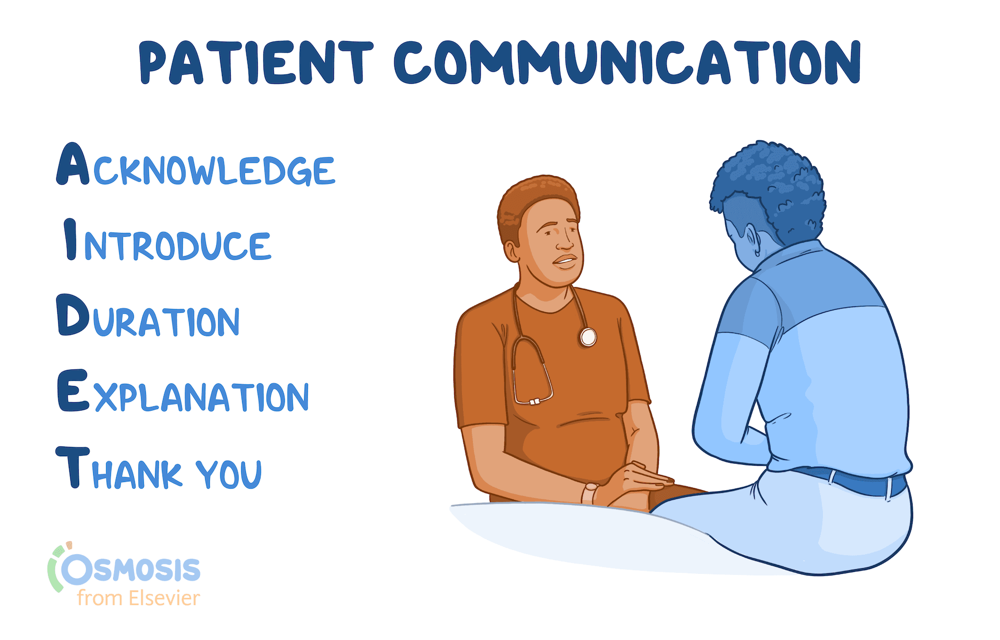 PATIENT COMMUNICATION
ACKNOWLEDGE
INTRODUCE
DURATION
EXPLANATION
THANK YOU
OSMOSIS
from Elsevier